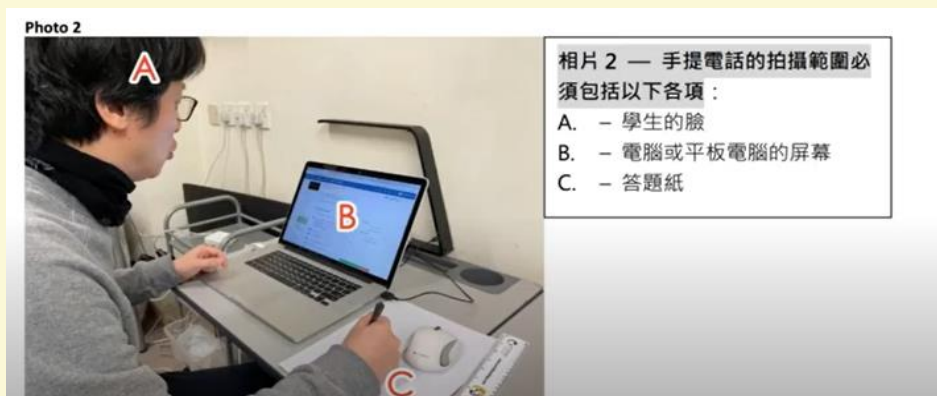 Photo 2
A
B
C
相片 2 — 手提電話的拍攝範圍必
須包括以下各項：
A. – 學生的臉
B. – 電腦或平板電腦的屏幕
C. – 答題紙